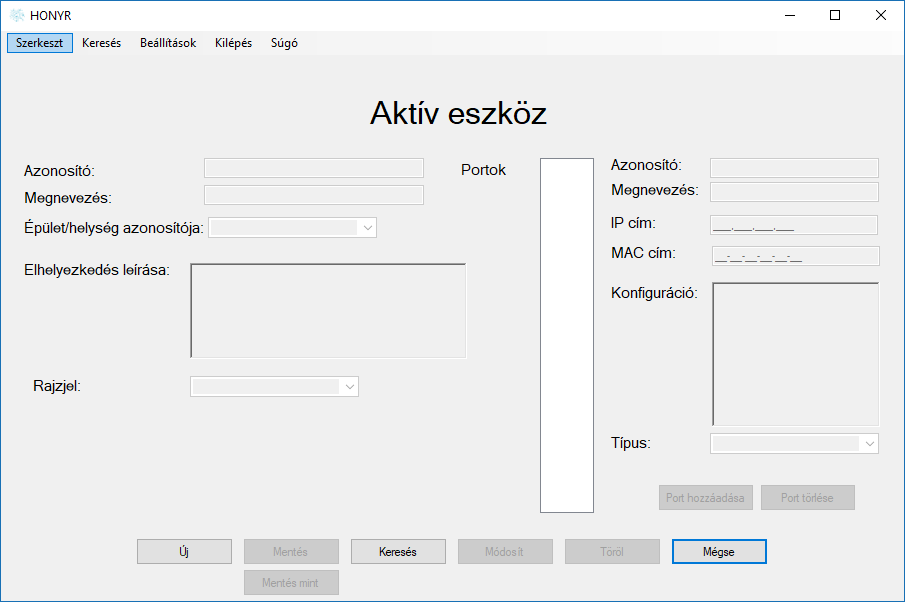 HONYR
Szerkeszt Keresés Beállítások Kilépés Súgó
Aktív eszköz
Azonosító:
Megnevezés:
Épület/helység azonosítója:
Elhelyezkedés leírása:
Rajzjel:
Portok
Azonosító:
Megnevezés:
IP cím:
___.___.___.___
MAC cím:
__-__-__-__-__-__
Konfiguráció:
Típus:
Port hozzáadása Port törlése
Új Mentés Keresés Módosít Töröl Mégse
Mentés mint